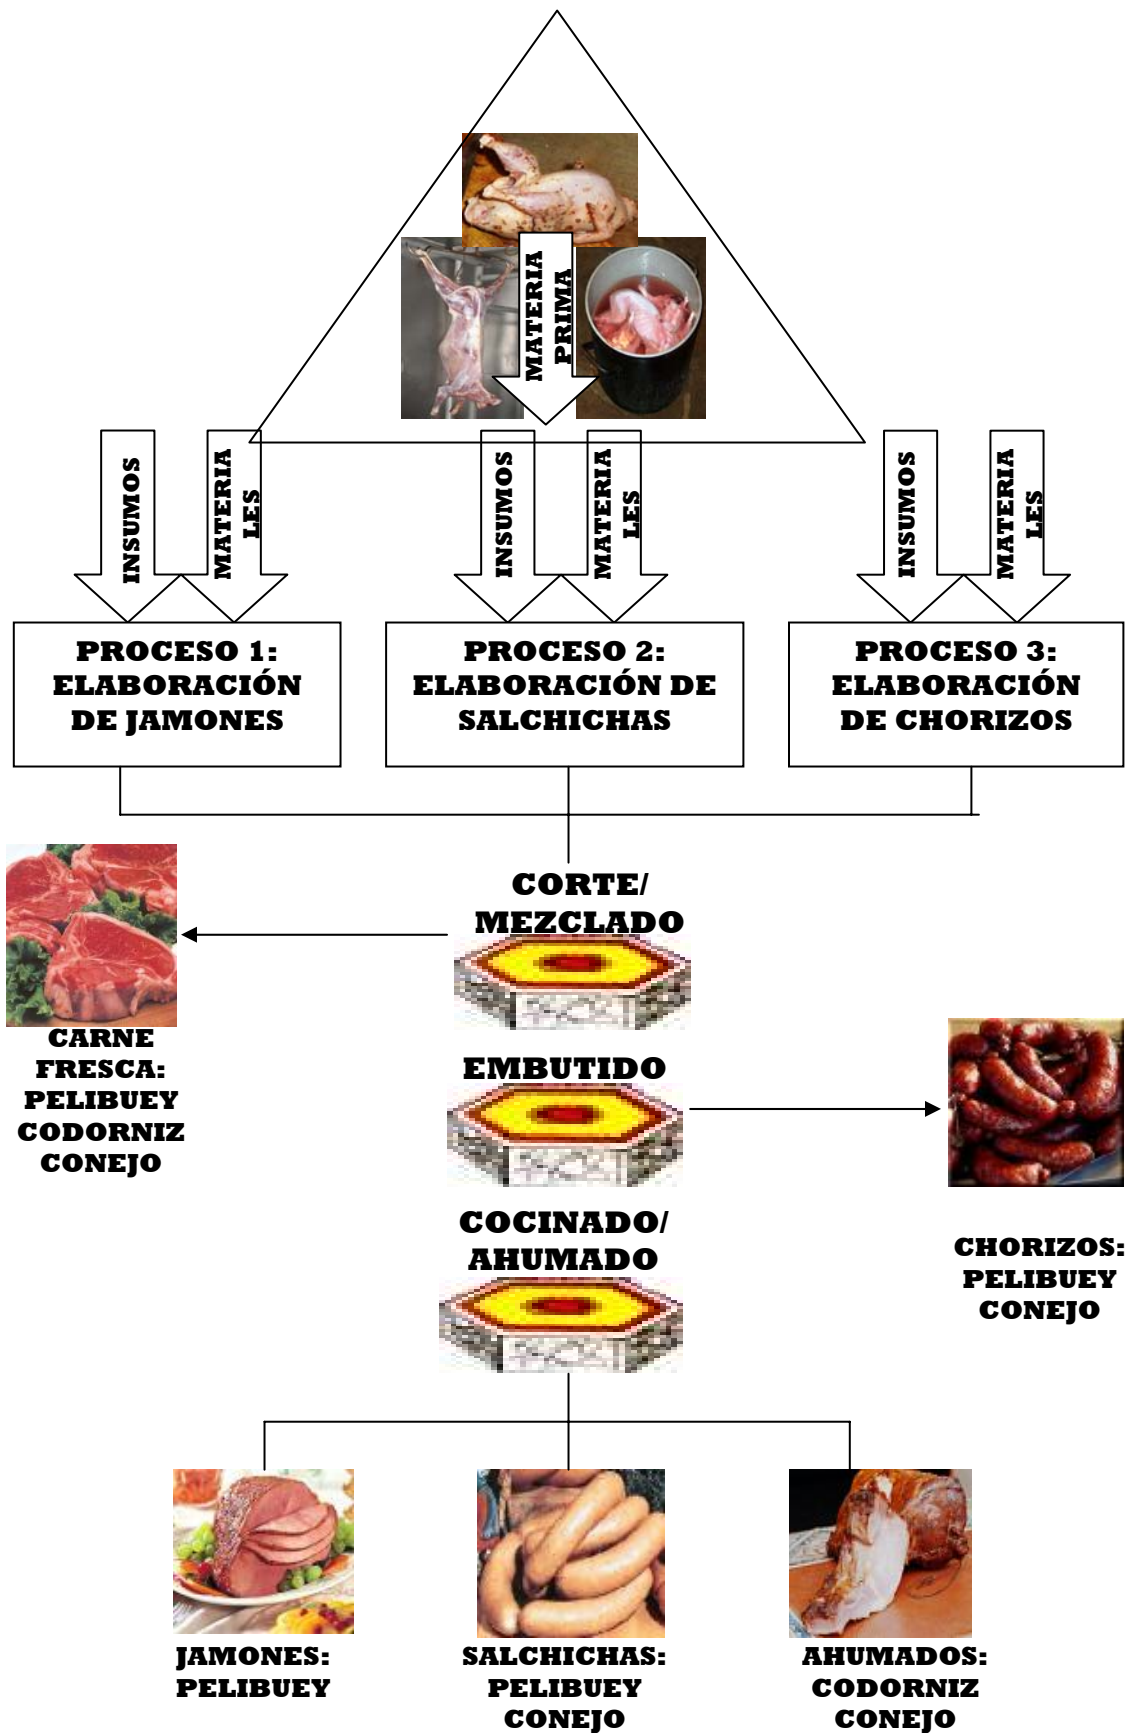 MATERIA
PRIMA
INSUMOS
MATERIA
LES
INSUMOS
MATERIA
LES
INSUMOS
MATERIA
LES
PROCESO 1:
ELABORACIÓN
DE JAMONES
PROCESO 2:
ELABORACIÓN DE
SALCHICHAS
PROCESO 3:
ELABORACIÓN
DE CHORIZOS
CORTE/
MEZCLADO
CARNE
FRESCA:
PELIBUEY
CODORNIZ
CONEJO
EMBUTIDO
COCINADO/
AHUMADO
CHORIZOS:
PELIBUEY
CONEJO
JAMONES:
PELIBUEY
SALCHICHAS:
PELIBUEY
CONEJO
AHUMADOS:
CODORNIZ
CONEJO